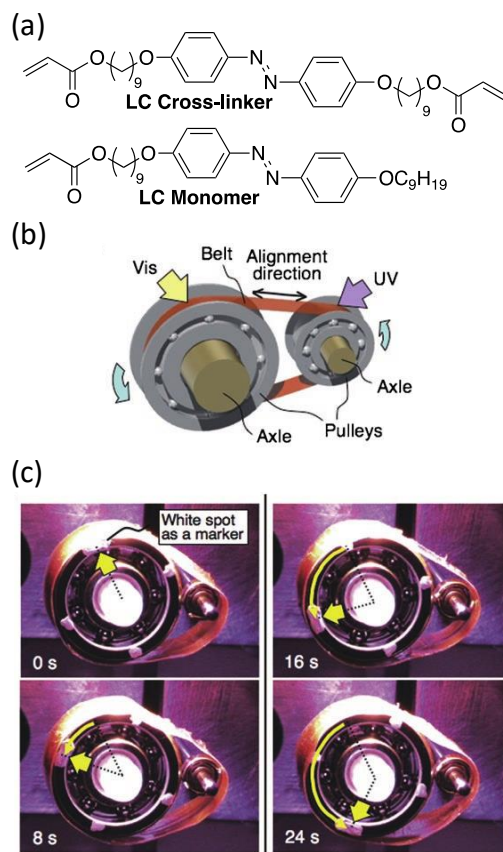 (a)
O
O
O
9
N
N
O
O
9
O
LC Cross-linker
O
O
O
9
N
N
OC9H19
LC Monomer
(b)
Vis
Belt
Alignment
direction
UV
Axle
Axle
Pulleys
(c)
White spot
as a marker
0 s
16 s
8 s
24 s